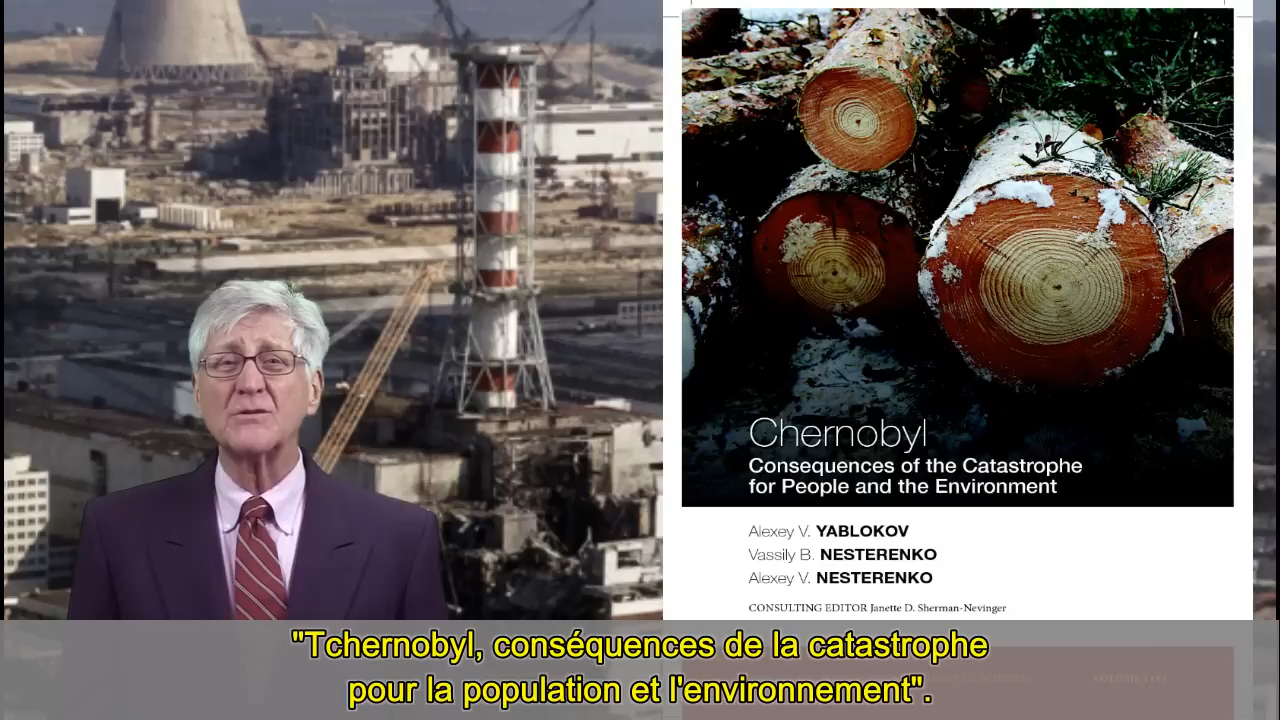 Chernobyl
Consequences of the Catastrophe
for People and the Environment
Alexey V. YABLOKOV
Vassily B. NESTERENKO
Alexey V. NESTERENKO
CONSULTING EDITOR Janette D. Sherman-Nevinger
"Tchernobyl, conséquences de la catastrophe
pour la population et l'environnement".